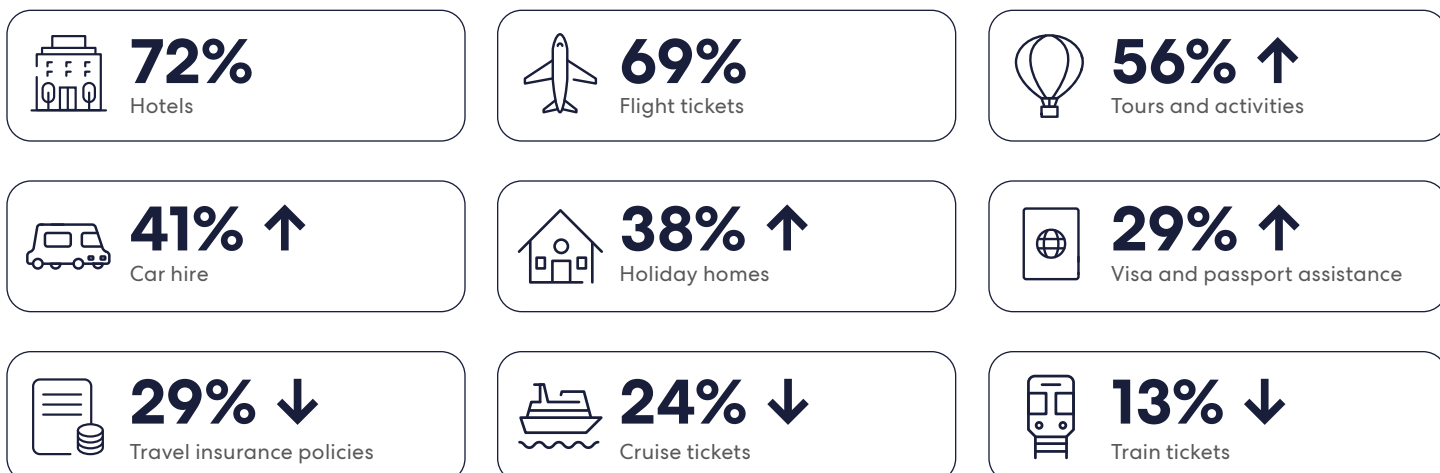 72%
Hotels
69%
Flight tickets
56% ↑
Tours and activities
41% ↑
Car hire
38% ↑
Holiday homes
29% ↑
Visa and passport assistance
29% ↓
Travel insurance policies
24% ↓
Cruise tickets
13% ↓
Train tickets